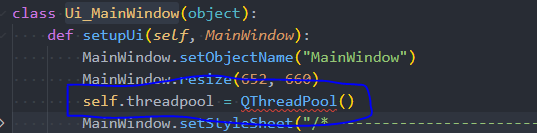 class Ui_MainWindow(object):
def setupUi(self, MainWindow):
MainWindow.setObjectName("MainWindow")
MainWindow.resize(652, 660)
self.threadpool = QThreadPool()
MainWindow.setStyleSheet("/* ------------------------------------